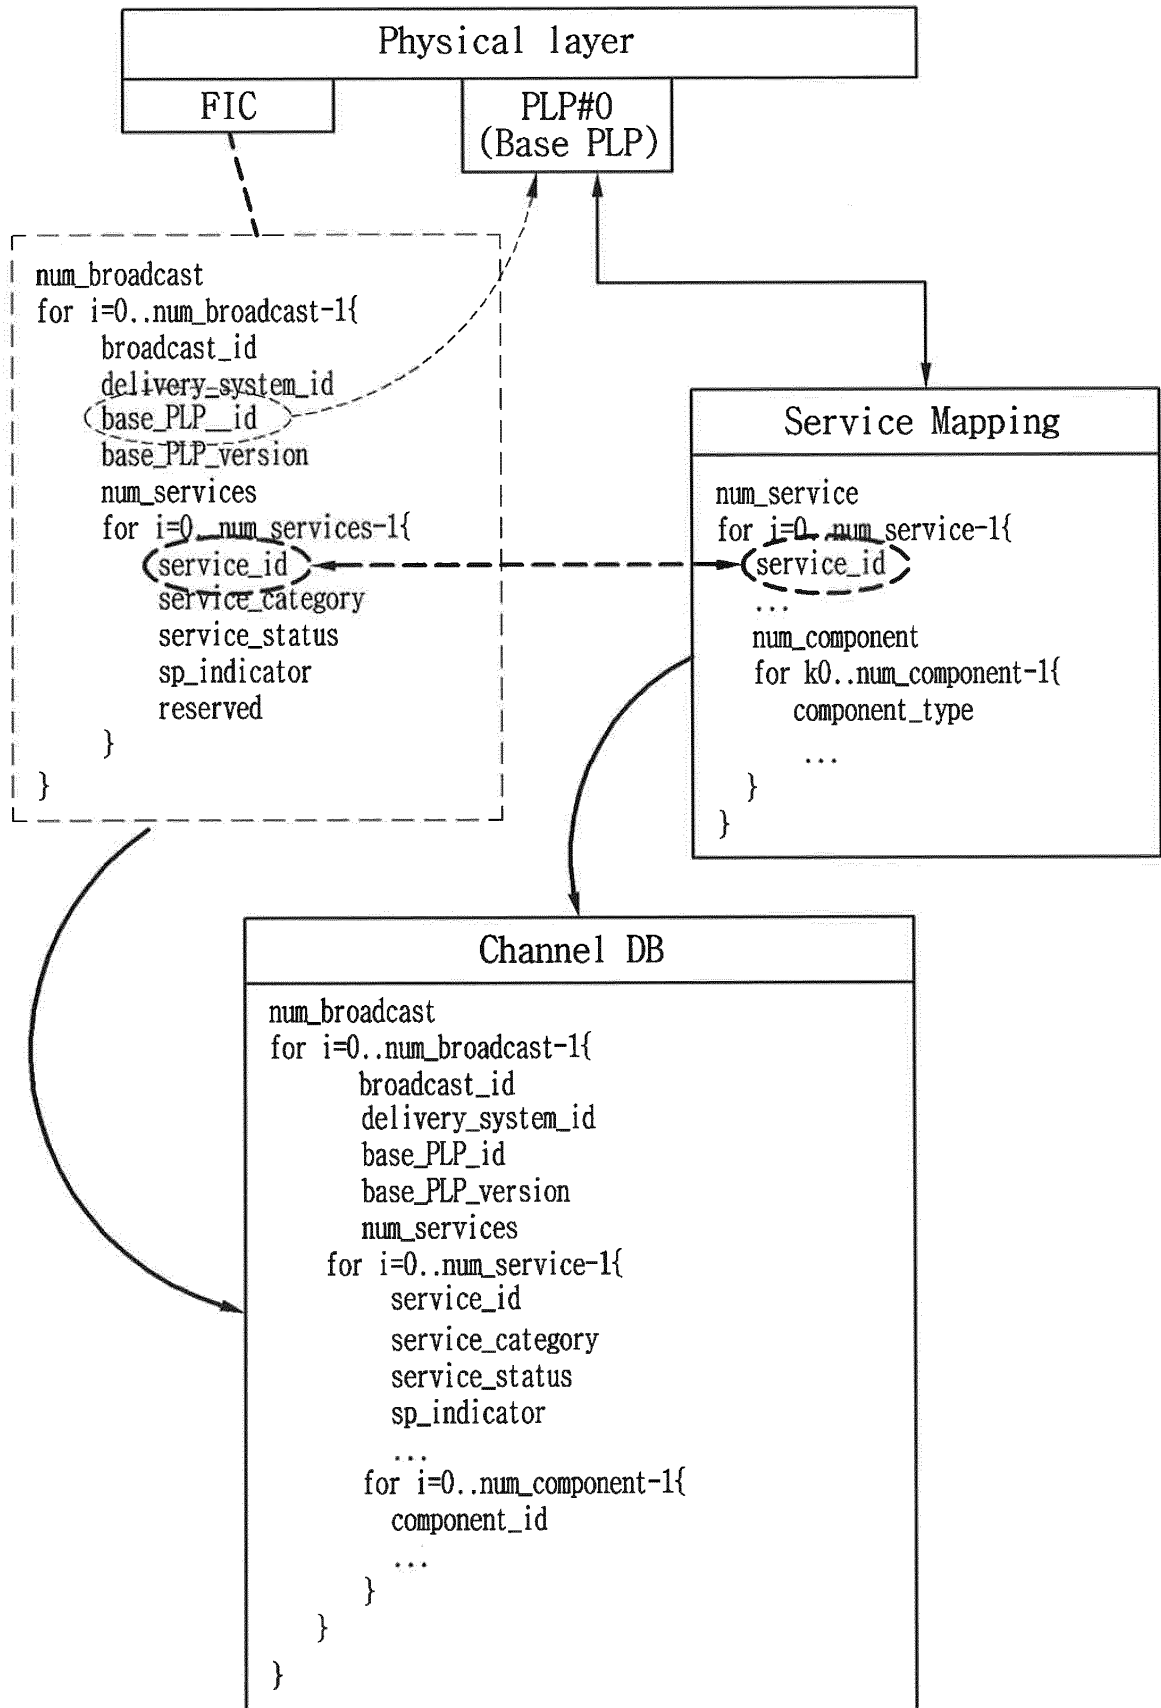 Physical layer
FIC
PLP#0
(Base PLP)
num_broadcast
for i=0..num_broadcast-1{
broadcast_id
delivery_system_id
base_PLP__id
base_PLP_version
num_services
for i=0..num_services-1{
service_id
service_category
service_status
sp_indicator
reserved
}
}
Service Mapping
num_service
for i=0..num_service-1{
service_id
...
num_component
for k0..num_component-1{
component_type
...
}
}
Channel DB
num_broadcast
for i=0..num_broadcast-1{
broadcast_id
delivery_system_id
base_PLP_id
base_PLP_version
num_services
for i=0..num_service-1{
service_id
service_category
service_status
sp_indicator
...
for i=0..num_component-1{
component_id
...
}
}
}